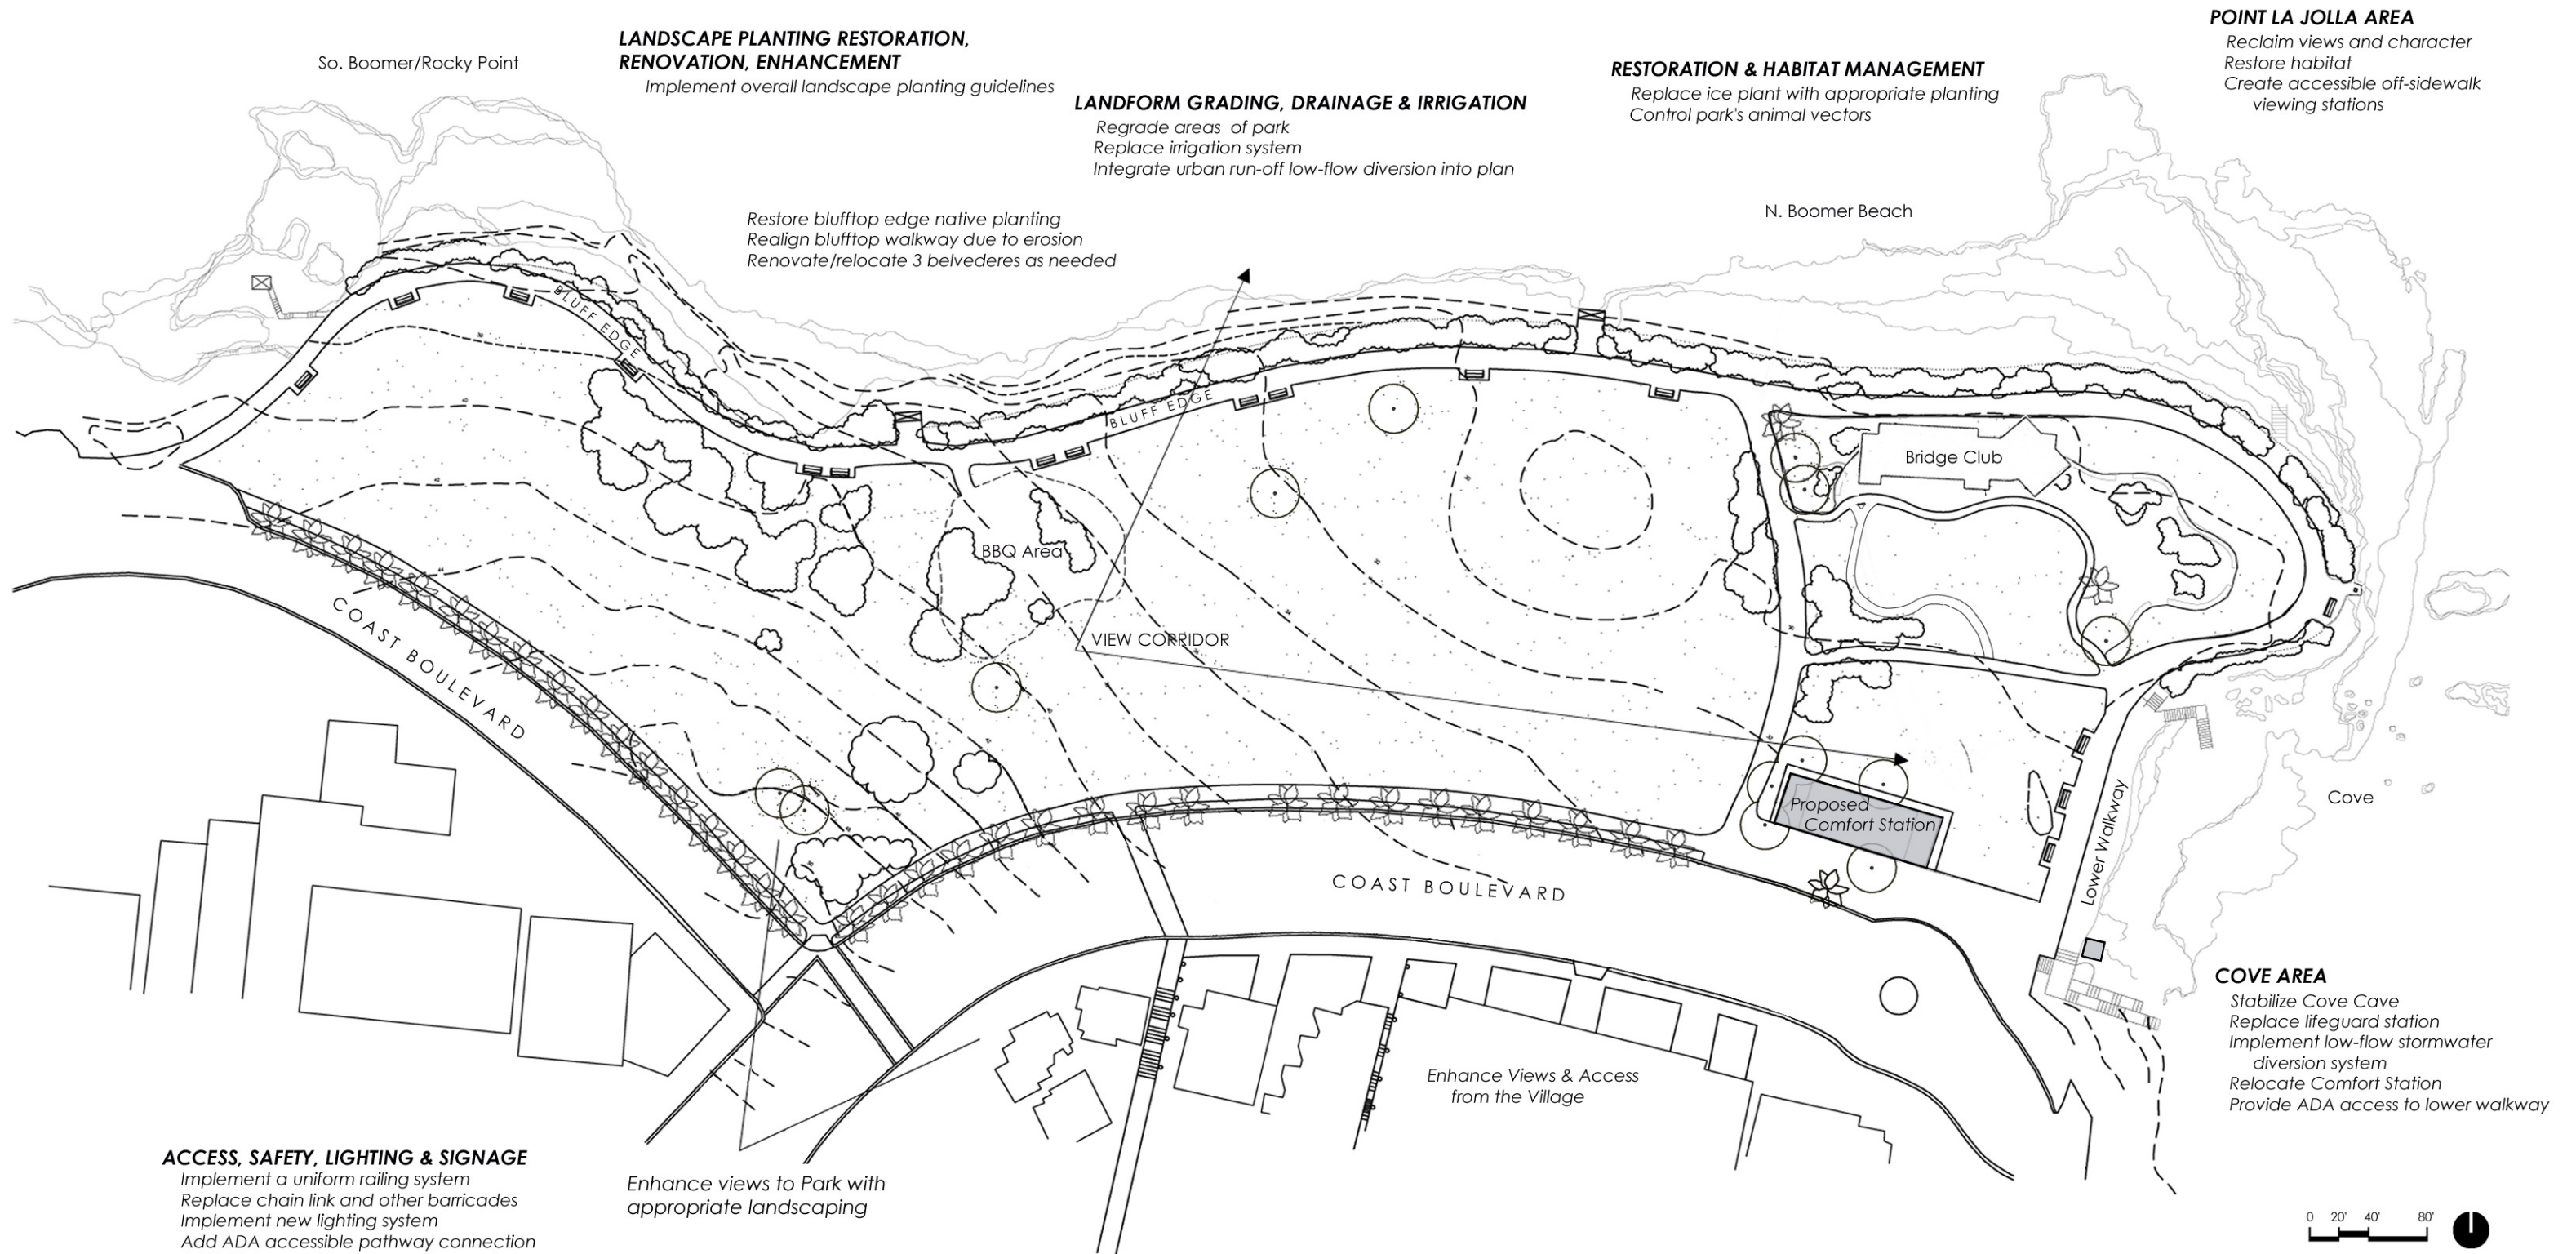 POINT LA JOLLA AREA
Reclaim views and character
Restore habitat
Create accessible off-sidewalk
viewing stations
LANDSCAPE PLANTING RESTORATION,
RENOVATION, ENHANCEMENT
Implement overall landscape planting guidelines
So. Boomer/Rocky Point
RESTORATION & HABITAT MANAGEMENT
Replace ice plant with appropriate planting
Control park's animal vectors
LANDFORM GRADING, DRAINAGE & IRRIGATION
Regrade areas of park
Replace irrigation system
Integrate urban run-off low-flow diversion into plan
N. Boomer Beach
Restore blufftop edge native planting
Realign blufftop walkway due to erosion
Renovate/relocate 3 belvederes as needed
BLUFF EDGE
BLUFF EDGE
Bridge Club
BBQ Area
VIEW CORRIDOR
COAST BOULEVARD
Proposed
Comfort Station
Cove
Lower Walkway
COAST BOULEVARD
COVE AREA
Stabilize Cove Cave
Replace lifeguard station
Implement low-flow stormwater
diversion system
Relocate Comfort Station
Provide ADA access to lower walkway
Enhance Views & Access
from the Village
ACCESS, SAFETY, LIGHTING & SIGNAGE
Implement a uniform railing system
Replace chain link and other barricades
Implement new lighting system
Add ADA accessible pathway connection
Enhance views to Park with
appropriate landscaping
0 20' 40' 80'